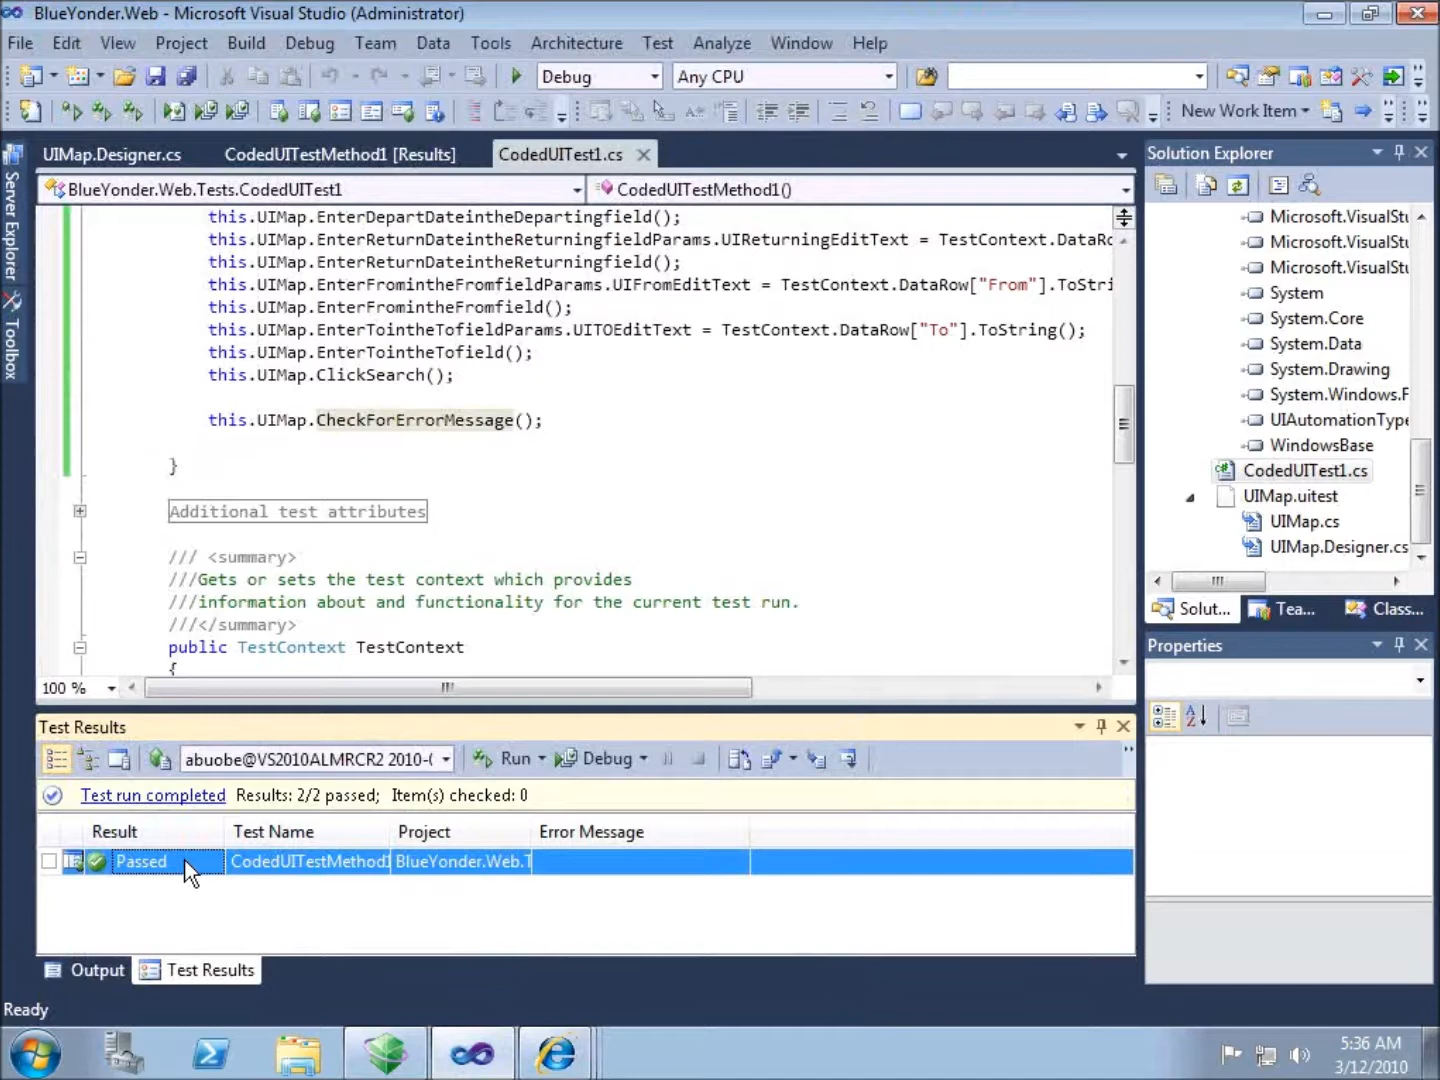 BlueYonder.Web - Microsoft Visual Studio (Administrator)
File Edit View Project Build Debug Team Data Tools Architecture Test Analyze Window Help
Debug Any CPU
New Work Item
UIMap.Designer.cs CodedUITestMethod1 [Results] CodedUITest1.cs
BlueYonder.Web.Tests.CodedUITest1 CodedUITestMethod1()
this.UIMap.EnterDepartDateintheDepartingfield();
this.UIMap.EnterReturnDateintheReturningfieldParams.UIReturningEditText = TestContext.DataRo
this.UIMap.EnterReturnDateintheReturningfield();
this.UIMap.EnterFromintheFromfieldParams.UIFromEditText = TestContext.DataRow["From"].ToStri
this.UIMap.EnterFromintheFromfield();
this.UIMap.EnterTointheTofieldParams.UITOEditText = TestContext.DataRow["To"].ToString();
this.UIMap.EnterTointheTofield();
this.UIMap.ClickSearch();
this.UIMap.CheckForErrorMessage();
}
Additional test attributes
/// <summary>
///Gets or sets the test context which provides
///information about and functionality for the current test run.
///</summary>
public TestContext TestContext
{
100 %
Server Explorer
Toolbox
Solution Explorer
Microsoft.VisualStu
Microsoft.VisualStu
Microsoft.VisualStu
System
System.Core
System.Data
System.Drawing
System.Windows.F
UIAutomationType
WindowsBase
CodedUITest1.cs
UIMap.uitest
UIMap.cs
UIMap.Designer.cs
Solut... Tea... Class...
Properties
Test Results
abuobe@VS2010ALMRCR2 2010-( Run Debug
Test run completed Results: 2/2 passed; Item(s) checked: 0
Result Test Name Project Error Message
Passed CodedUITestMethod1 BlueYonder.Web.T
Output Test Results
Ready
5:36 AM
3/12/2010